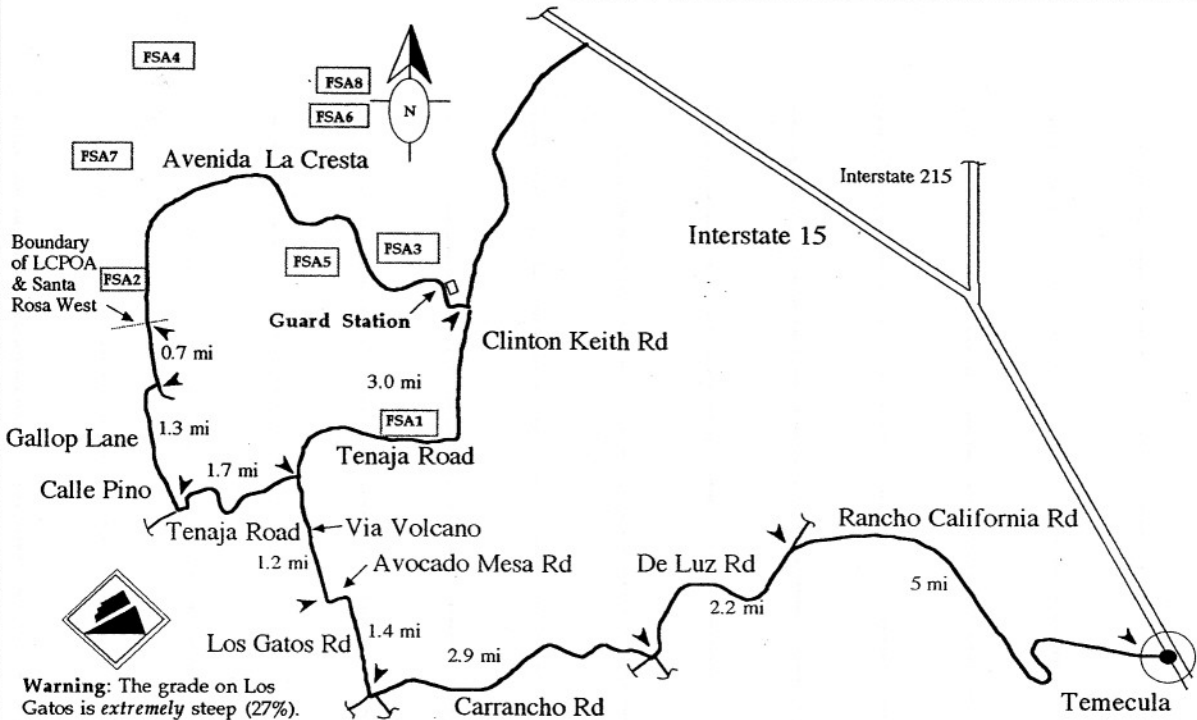 FSA4
FSA8
FSA6
N
FSA7
Avenida La Cresta
Interstate 215
Interstate 15
Boundary
of LCPOA
& Santa
Rosa West
FSA2
FSA5
FSA3
Guard Station
Clinton Keith Rd
0.7 mi
3.0 mi
FSA1
Gallop Lane
1.3 mi
Tenaja Road
1.7 mi
Calle Pino
Tenaja Road
Via Volcano
Rancho California Rd
1.2 mi
Avocado Mesa Rd
De Luz Rd
5 mi
2.2 mi
Los Gatos Rd
1.4 mi
2.9 mi
Warning: The grade on Los
Gatos is extremely steep (27%).
Carrancho Rd
Temecula